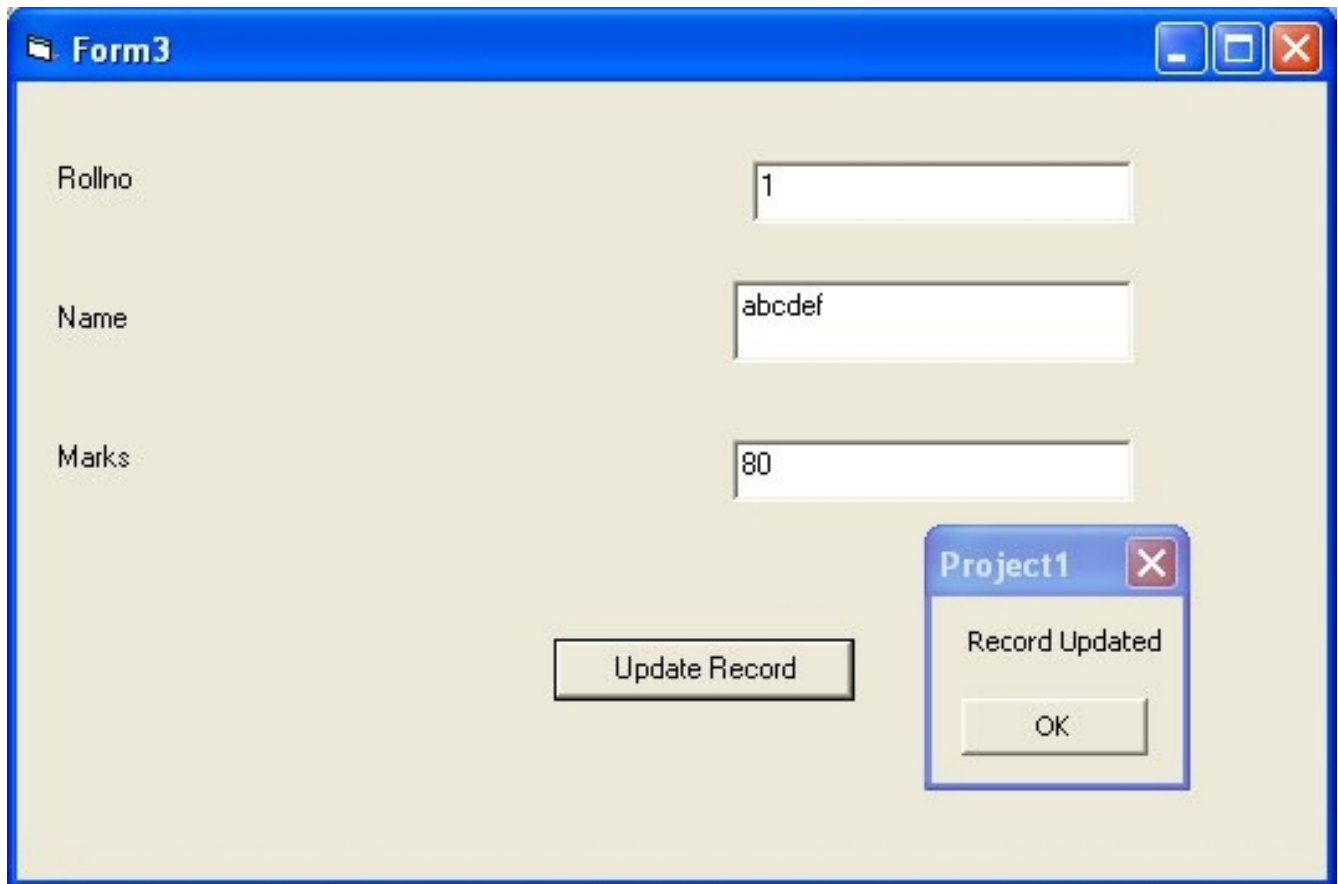 Form3
Rollno
1
Name
abcdef
Marks
80
Project1
Record Updated
Update Record
OK